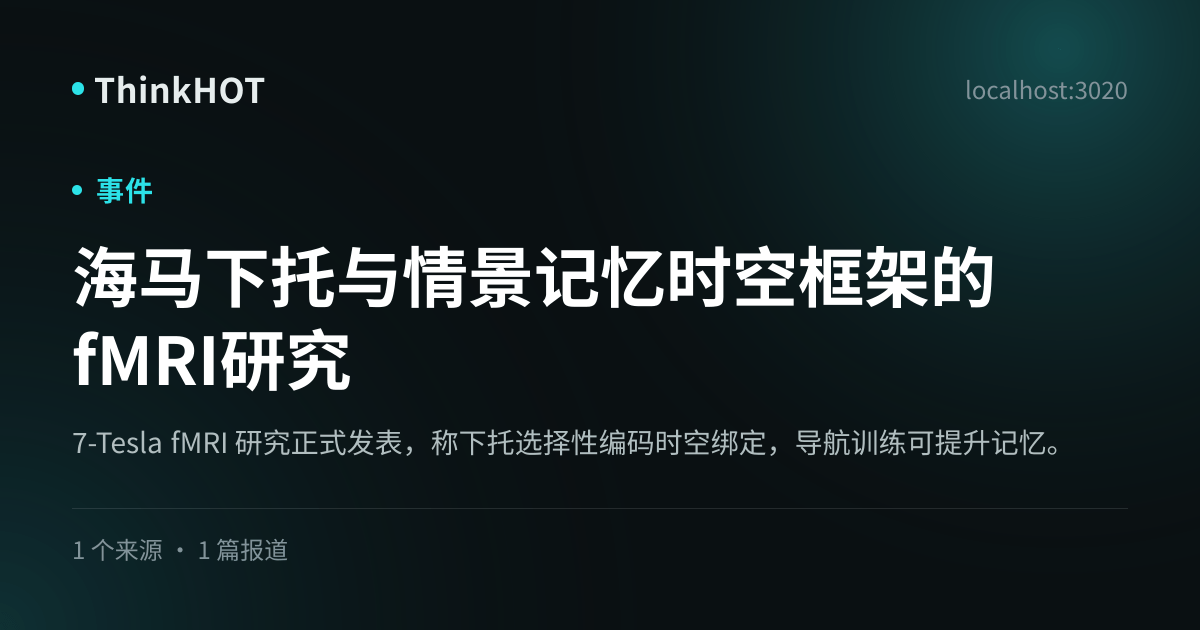 ThinkHOT
localhost:3020
事件
海马下托与情景记忆时空框架的
fMRI研究
7-Tesla fMRI 研究正式发表，称下托选择性编码时空绑定，导航训练可提升记忆。
1 个来源 · 1 篇报道